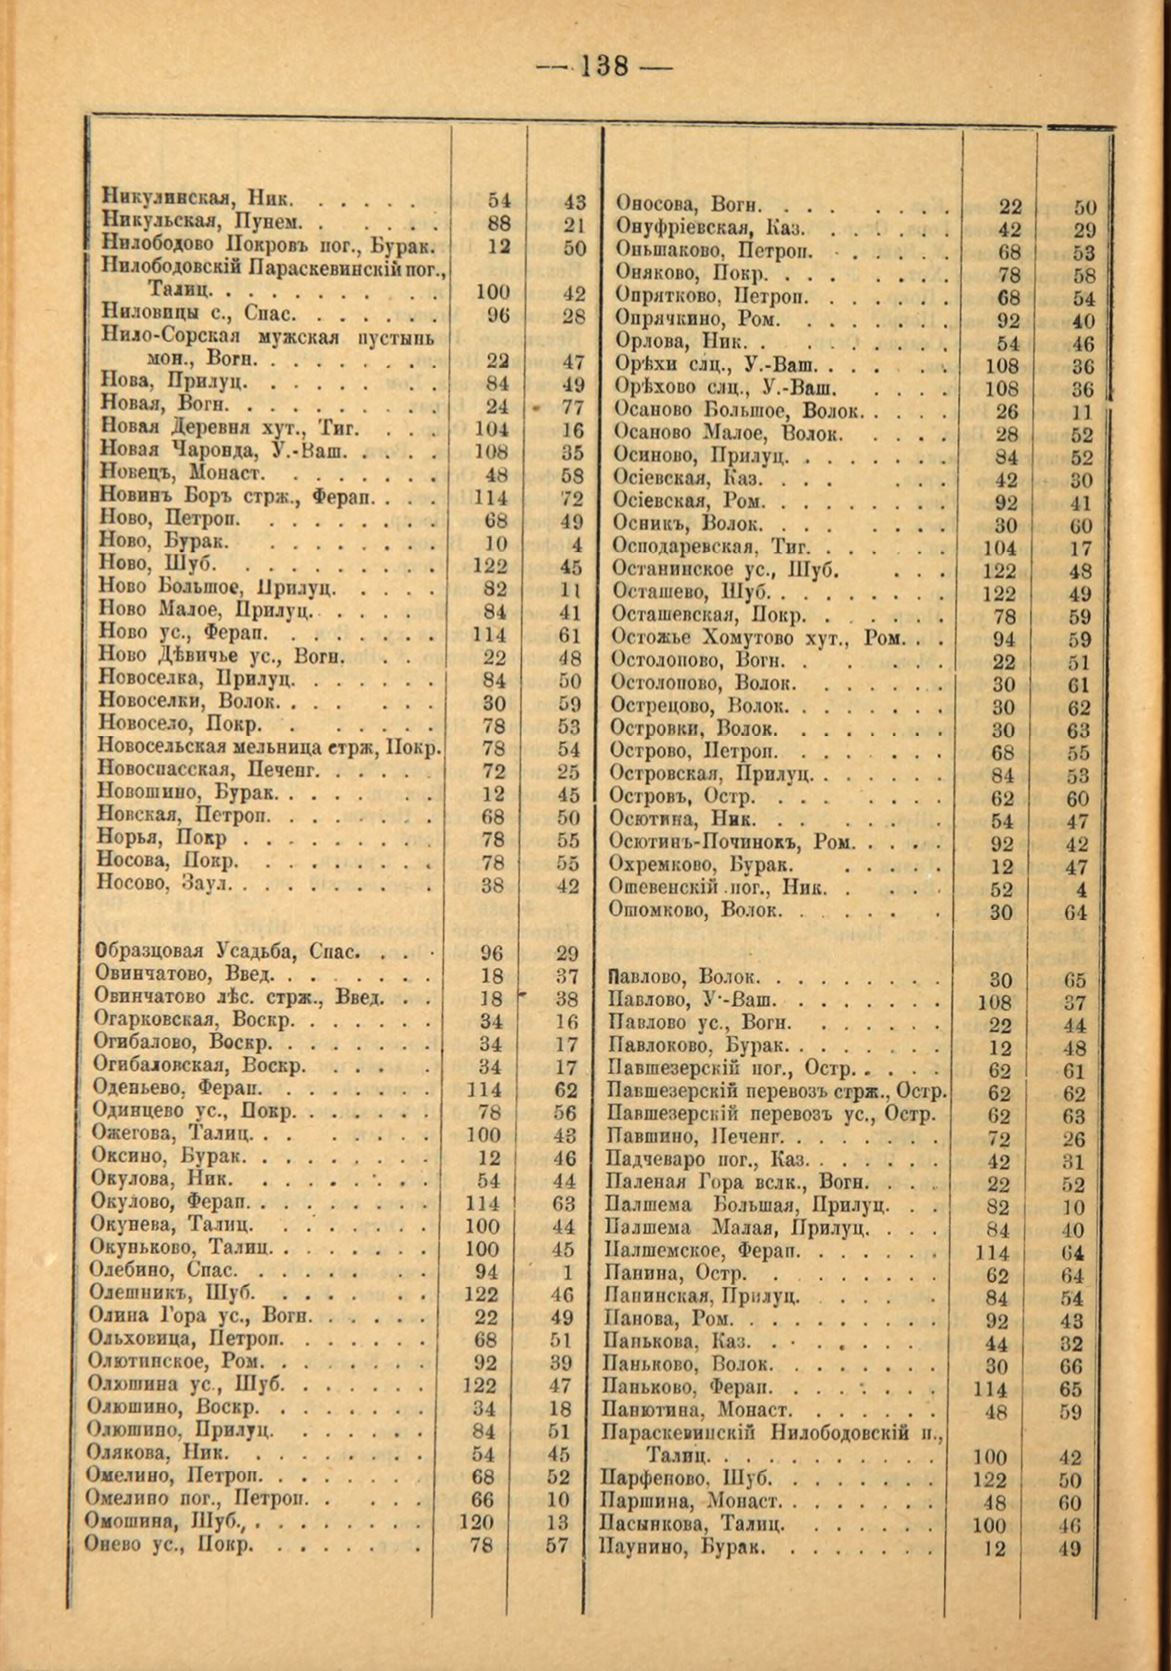 — 138 —
Никулинская, Ник. . . . . . . 54 43
Никульская, Пунем. . . . . . . 88 21
Нилободово Покровъ пог., Бурак. 12 50
Нилободовскій Параскевинскій пог.,
Талиц. . . . . . . . . . 100 42
Ниловицы с., Спас. . . . . . . 96 28
Нило-Сорская мужская пустынь
мон., Вогн. . . . . . . . . 22 47
Нова, Прилуц. . . . . . . . 84 49
Новая, Вогн. . . . . . . . . . 24 77
Новая Деревня хут., Тиг. . . . 104 16
Новая Чаронда, У.-Ваш. . . . . 108 35
Новецъ, Монаст. . . . . . . . 48 58
Новинъ Боръ стрж., Ферап. . . . 114 72
Ново, Петроп. . . . . . . . . 68 49
Ново, Бурак. . . . . . . . . 10 4
Ново, Шуб. . . . . . . . . . 122 45
Ново Большое, Прилуц. . . . . 82 11
Ново Малое, Прилуц. . . . . 84 41
Ново ус., Ферап. . . . . . . . 114 61
Ново Дѣвичье ус., Вогн. . . 22 48
Новоселка, Прилуц. . . . . . . 84 50
Новоселки, Волок. . . . . . . 30 59
Новосело, Покр. . . . . . . . 78 53
Новосельская мельница стрж, Покр. 78 54
Новоспасская, Печенг. . . . . . 72 25
Новошино, Бурак. . . . . . . 12 45
Новская, Петроп. . . . . . . . 68 50
Норья, Покр . . . . . . . . . 78 55
Носова, Покр. . . . . . . . . 78 55
Носово, Заул. . . . . . . . . 38 42
Образцовая Усадьба, Спас. . . . 96 29
Овинчатово, Введ. . . . . . . . 18 37
Овинчатово лѣс. стрж., Введ. . . 18 38
Огарковская, Воскр. . . . . . . 34 16
Огибалово, Воскр. . . . . . . . 34 17
Огибаловская, Воскр. . . . . 34 17
Оденьево, Ферап. . . . . . . . 114 62
Одинцево ус., Покр. . . . . . . 78 56
Ожегова, Талиц. . . . . . . . 100 43
Оксино, Бурак. . . . . . . . . 12 46
Окулова, Ник. . . . . . . . . 54 44
Окулово, Ферап. . . . . . . . . 114 63
Окунева, Талиц. . . . . . . . 100 44
Окуньково, Талиц. . . . . . . . 100 45
Олебино, Спас. . . . . . . . 94 1
Олешникъ, Шуб. . . . . . . 122 46
Олина Гора ус., Вогн. . . . . . 22 49
Ольховица, Петроп. . . . . . . 68 51
Олютинское, Ром. . . . . . . . 92 39
Олюшина ус., Шуб. . . . . . . 122 47
Олюшино, Воскр. . . . . . . . 34 18
Олюшино, Прилуц. . . . . . . 84 51
Олякова, Ник. . . . . . . . . 54 45
Омелино, Петроп. . . . . . . . 68 52
Омелино пог., Петроп. . . . . 66 10
Омошина, Шуб., . . . . . . . . 120 13
Онево ус., Покр. . . . . . . . 78 57
Оносова, Вогн. . . . . . . . 22 50
Онуфріевская, Каз. . . . . . . 42 29
Оньшаково, Петроп. . . . . . . 68 53
Оняково, Покр. . . . . . . . 78 58
Опрятково, Петроп. . . . . . . 68 54
Опрячкино, Ром. . . . . . . . 92 40
Орлова, Ник. . . . . . . . . 54 46
Орѣхи слц., У.-Ваш. . . . . . 108 36
Орѣхово слц., У.-Ваш. . . . . 108 36
Осаново Большое, Волок. . . . . 26 11
Осаново Малое, Волок. . . . . 28 52
Осиново, Прилуц. . . . . . . . 84 52
Осіевская, Каз. . . . . . . 42 30
Осіевская, Ром. . . . . . . . . 92 41
Осникъ, Волок. . . . . . . . 30 60
Осподаревская, Тиг. . . . . . . 104 17
Останинское ус., Шуб. . . . 122 48
Осташево, Шуб. . . . . . . . . 122 49
Осташевская, Покр. . . . . . . 78 59
Остожье Хомутово хут., Ром. . . 94 59
Остолопово, Вогн. . . . . . . 22 51
Остолопово, Волок. . . . . . . 30 61
Острецово, Волок. . . . . . . . 30 62
Островки, Волок. . . . . . . . 30 63
Острово, Петроп. . . . . . . . 68 55
Островская, Прилуц. . . . . . . 84 53
Островъ, Остр. . . . . . . . 62 60
Осютина, Ник. . . . . . . . 54 47
Осютинъ-Починокъ, Ром. . . . . 92 42
Охремково, Бурак. . . . . . 12 47
Ошевенскій пог., Ник. . . . . 52 4
Ошомково, Волок. . . . . . . 30 64
Павлово, Волок. . . . . . . . . 30 65
Павлово, У.-Ваш. . . . . . . . 108 37
Павлово ус., Вогн. . . . . . . 22 44
Павлоково, Бурак. . . . . . . . 12 48
Павшезерскій пог., Остр. . . . . 62 61
Павшезерскій перевозъ стрж., Остр. 62 62
Павшезерскій перевозъ ус., Остр. 62 63
Павшино, Печенг. . . . . . . . 72 26
Падчеваро пог., Каз. . . . . . . 42 31
Паленая Гора вслк., Вогн. . . . 22 52
Палшема Большая, Прилуц. . . 82 10
Палшема Малая, Прилуц. . . . 84 40
Палшемское, Ферап. . . . . . . 114 64
Панина, Остр. . . . . . . . . 62 64
Панинская, Прилуц. . . . . . 84 54
Панова, Ром. . . . . . . . . . 92 43
Панькова, Каз. . . . . . . . 44 32
Паньково, Волок. . . . . . . . 30 66
Паньково, Ферап. . . . . . . . 114 65
Панютина, Монаст. . . . . . . 48 59
Параскевинскій Нилободовскій п.,
Талиц. . . . . . . . . . . 100 42
Парфеново, Шуб. . . . . . . . 122 50
Паршина, Монаст. . . . . . . . 48 60
Пасынкова, Талиц. . . . . . . 100 46
Паунино, Бурак. . . . . . . . 12 49